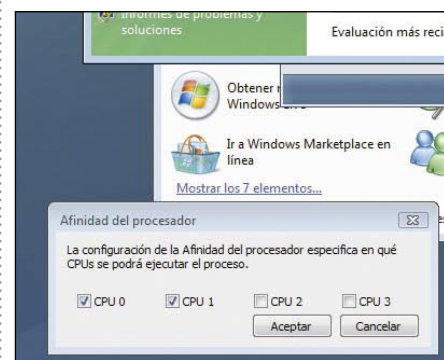 Informes de problemas y
soluciones
Evaluación más reci
Obtener
Windows
Ir a Windows Marketplace en
línea
Mostrar los 7 elementos...
Afinidad del procesador
La configuración de la Afinidad del procesador especifica en qué
CPUs se podrá ejecutar el proceso.
CPU 0 CPU 1 CPU 2 CPU 3
Aceptar Cancelar